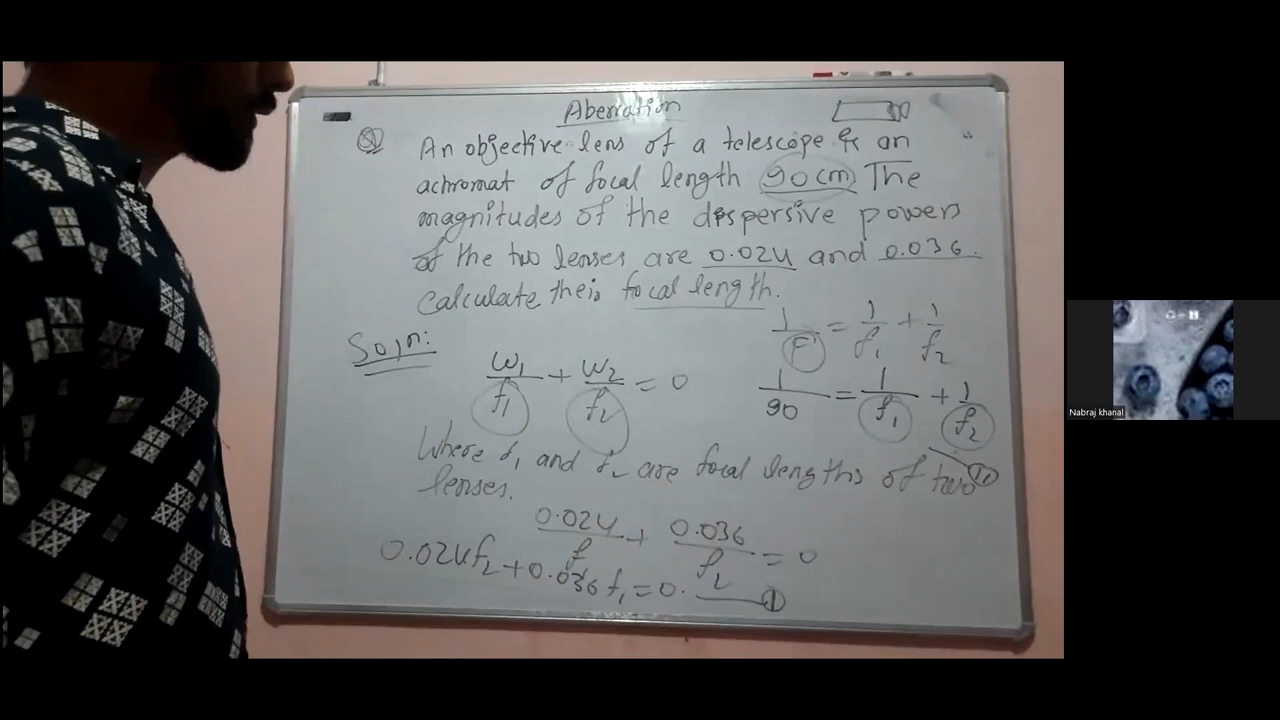 Aberration
Q An objective lens of a telescope is an
achromat of focal length 90cm The
magnitudes of the dispersive powers
of the two lenses are 0.024 and 0.036.
Calculate their focal length.
Soln:
1/F = 1/f1 + 1/f2
ω1/f1 + ω2/f2 = 0
1/90 = 1/f1 + 1/f2 — (11)
Where f1 and f2 are focal lengths of two
lenses.
0.024/f + 0.036/f2 = 0
0.024f2 + 0.036f1 = 0. — (1)
Nabraj khanal